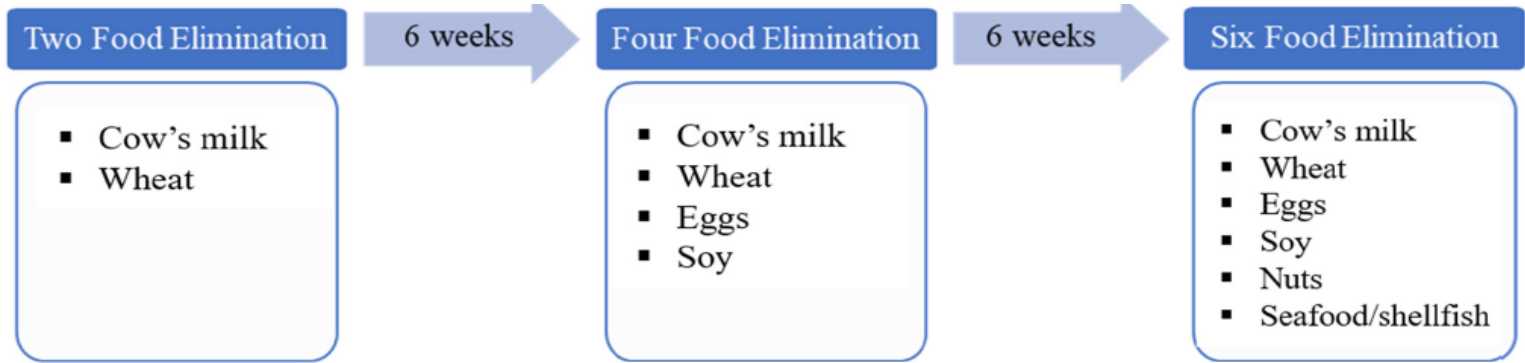 Two Food Elimination
6 weeks
Four Food Elimination
6 weeks
Six Food Elimination
▪ Cow’s milk
▪ Wheat
▪ Cow’s milk
▪ Wheat
▪ Eggs
▪ Soy
▪ Cow’s milk
▪ Wheat
▪ Eggs
▪ Soy
▪ Nuts
▪ Seafood/shellfish